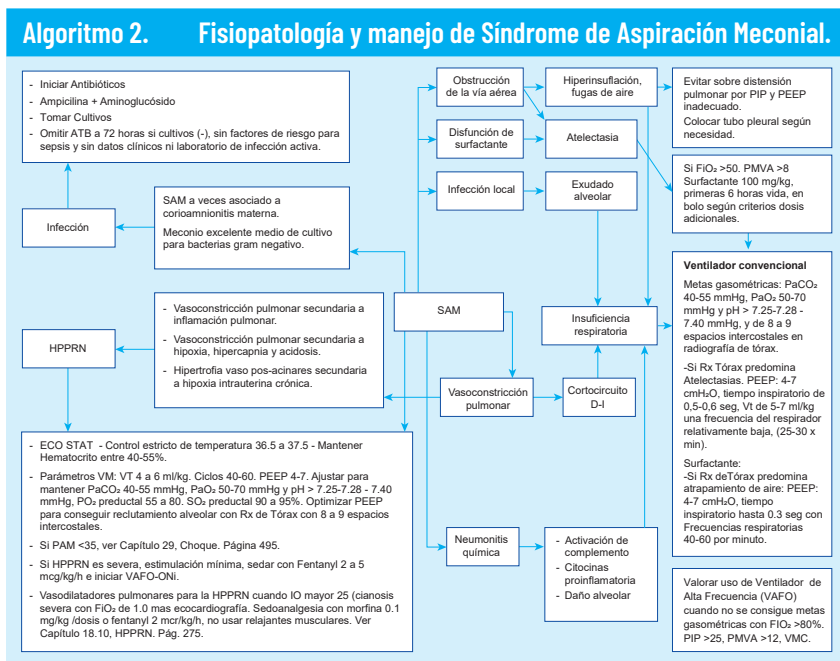 Algoritmo 2. Fisiopatología y manejo de Síndrome de Aspiración Meconial.
- Iniciar Antibióticos
- Ampicilina + Aminoglúsido
- Tomar Cultivos
- Omitir ATB a 72 horas si cultivos (-), sin factores de riesgo para
sepsis y sin datos clínicos ni laboratorio de infección activa.
Infección
SAM a veces asociado a
corioamnionitis materna.
Meconio excelente medio de cultivo
para bacterias gram negativo.
HPPRN
- Vasoconstricción pulmonar secundaria a
inflamación pulmonar.
- Vasoconstricción pulmonar secundaria a
hipoxia, hipercapnia y acidosis.
- Hipertrofia vaso pos-acinares secundaria
a hipoxia intrauterina crónica.
- ECO STAT - Control estricto de temperatura 36.5 a 37.5 - Mantener
Hematocrito entre 40-55%.
- Parámetros VM: VT 4 a 6 ml/kg. Ciclos 40-60. PEEP 4-7. Ajustar para
mantener PaCO₂ 40-55 mmHg, PaO₂ 50-70 mmHg y pH > 7.25-7.28 - 7.40
mmHg, PO₂ preductal 55 a 80. SO₂ preductal 90 a 95%. Optimizar PEEP
para conseguir reclutamiento alveolar con Rx de Tórax con 8 a 9 espacios
intercostales.
- Si PAM <35, ver Capítulo 29, Choque. Página 495.
- Si HPPRN es severa, estimulación mínima, sedar con Fentanyl 2 a 5
mcg/kg/h e iniciar VAFO-ONi.
- Vasodilatadores pulmonares para la HPPRN cuando IO mayor 25 (cianosis
severa con FiO₂ de 1.0 mas ecocardiografía. Sedoanalgesia con morfina 0.1
mg/kg /dosis o fentanyl 2 mcr/kg/h, no usar relajantes musculares. Ver
Capítulo 18.10, HPPRN. Pág. 275.
SAM
Obstrucción
de la vía aérea
Hiperinsuflación,
fugas de aire
Evitar sobre distensión
pulmonar por PIP y PEEP
inadecuado.
Colocar tubo pleural según
necesidad.
Disfunción de
surfactante
Atelectasia
Infección local
Exudado
alveolar
Si FiO₂ >50. PMVA >8
Surfactante 100 mg/kg,
primeras 6 horas vida, en
bolo según criterios dosis
adicionales.
Vasoconstricción
pulmonar
Cortocircuito
D-I
Insuficiencia
respiratoria
Neumonitis
química
- Activación de
complemento
- Citocinas
proinflamatoria
- Daño alveolar
Ventilador convencional
Metas gasométricas: PaCO₂
40-55 mmHg, PaO₂ 50-70
mmHg y pH > 7.25-7.28 -
7.40 mmHg, y de 8 a 9
espacios intercostales en
radiografía de tórax.
-Si Rx Tórax predomina
Atelectasias. PEEP: 4-7
cmH₂O, tiempo inspiratorio de
0,5-0,6 seg, Vt de 5-7 ml/kg
una frecuencia del respirador
relativamente baja, (25-30 x
min).
Surfactante:
-Si Rx deTórax predomina
atrapamiento de aire: PEEP:
4-7 cmH₂O, tiempo
inspiratorio hasta 0.3 seg con
Frecuencias respiratorias
40-60 por minuto.
Valorar uso de Ventilador de
Alta Frecuencia (VAFO)
cuando no se consigue metas
gasométricas con FIO₂ >80%.
PIP >25, PMVA >12, VMC.